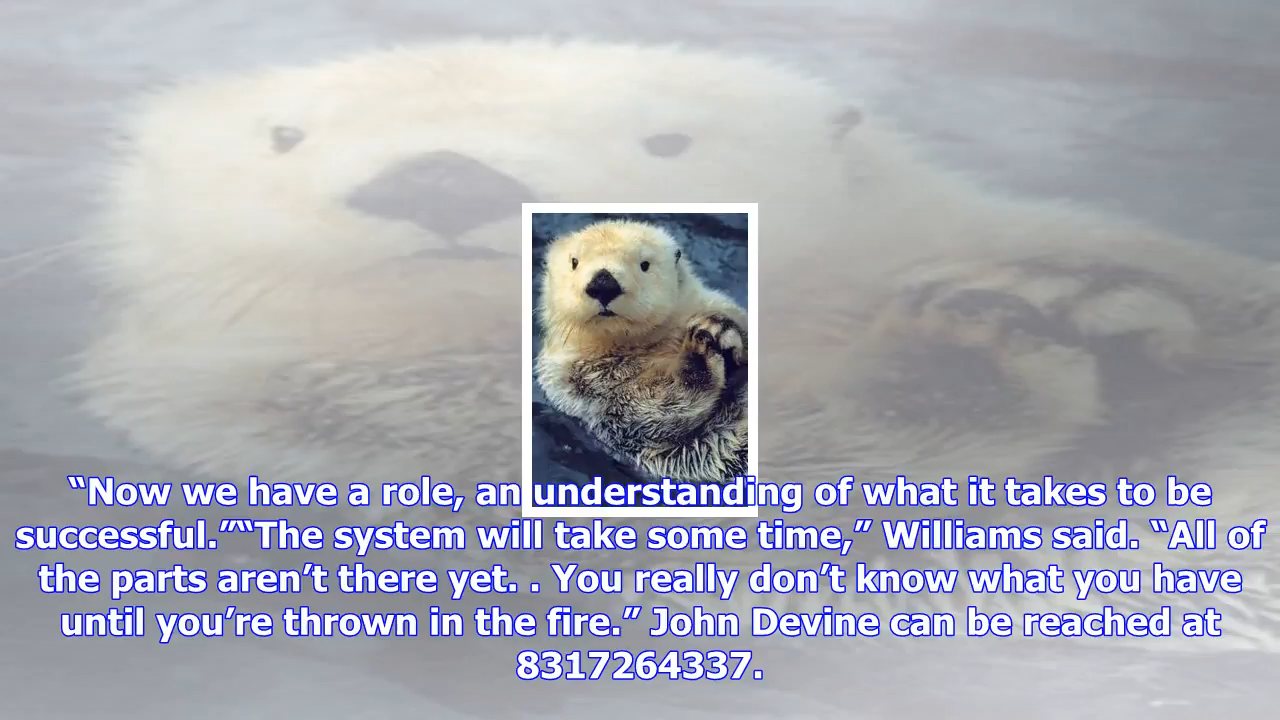 “Now we have a role, an understanding of what it takes to be
successful.”“The system will take some time,” Williams said. “All of
the parts aren’t there yet. . You really don’t know what you have
until you’re thrown in the fire.” John Devine can be reached at
8317264337.